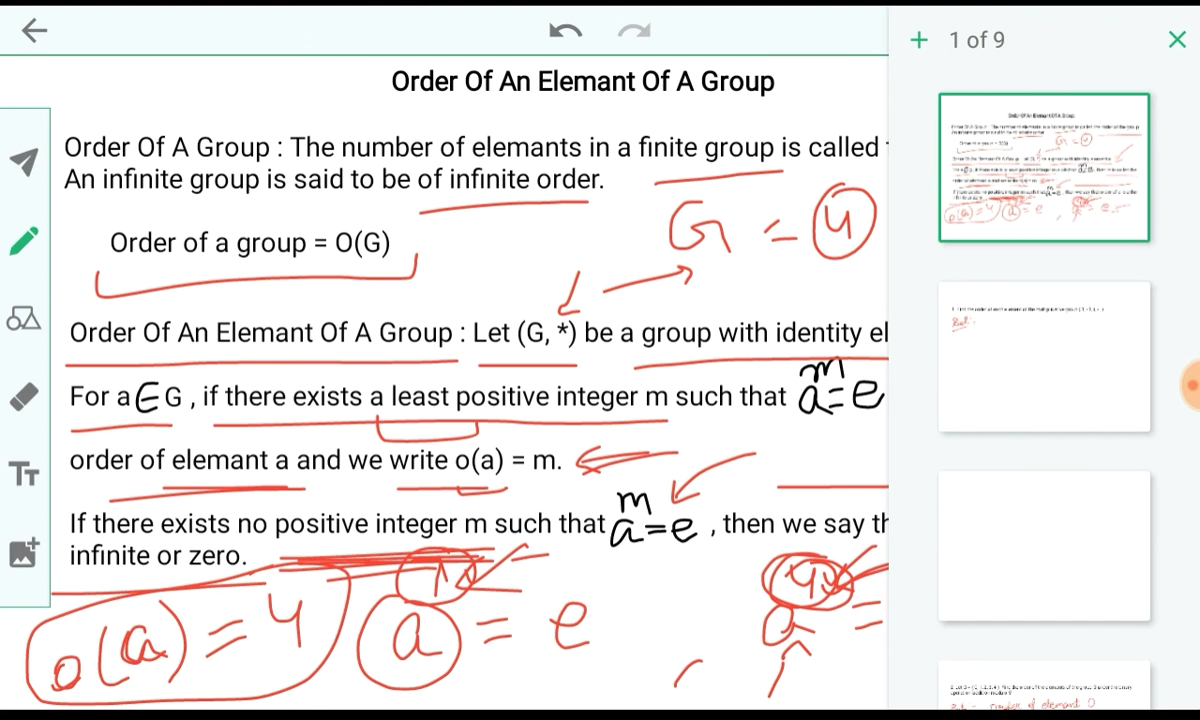 1 of 9
Order Of An Elemant Of A Group
Order Of A Group : The number of elemants in a finite group is called
An infinite group is said to be of infinite order.
G = 4
Order of a group = O(G)
Order Of An Elemant Of A Group : Let (G, *) be a group with identity el
For a ∈ G , if there exists a least positive integer m such that a^m = e
order of elemant a and we write o(a) = m.
If there exists no positive integer m such that a^m = e , then we say th
infinite or zero.
o(a) = 4
a = e
a =
TT